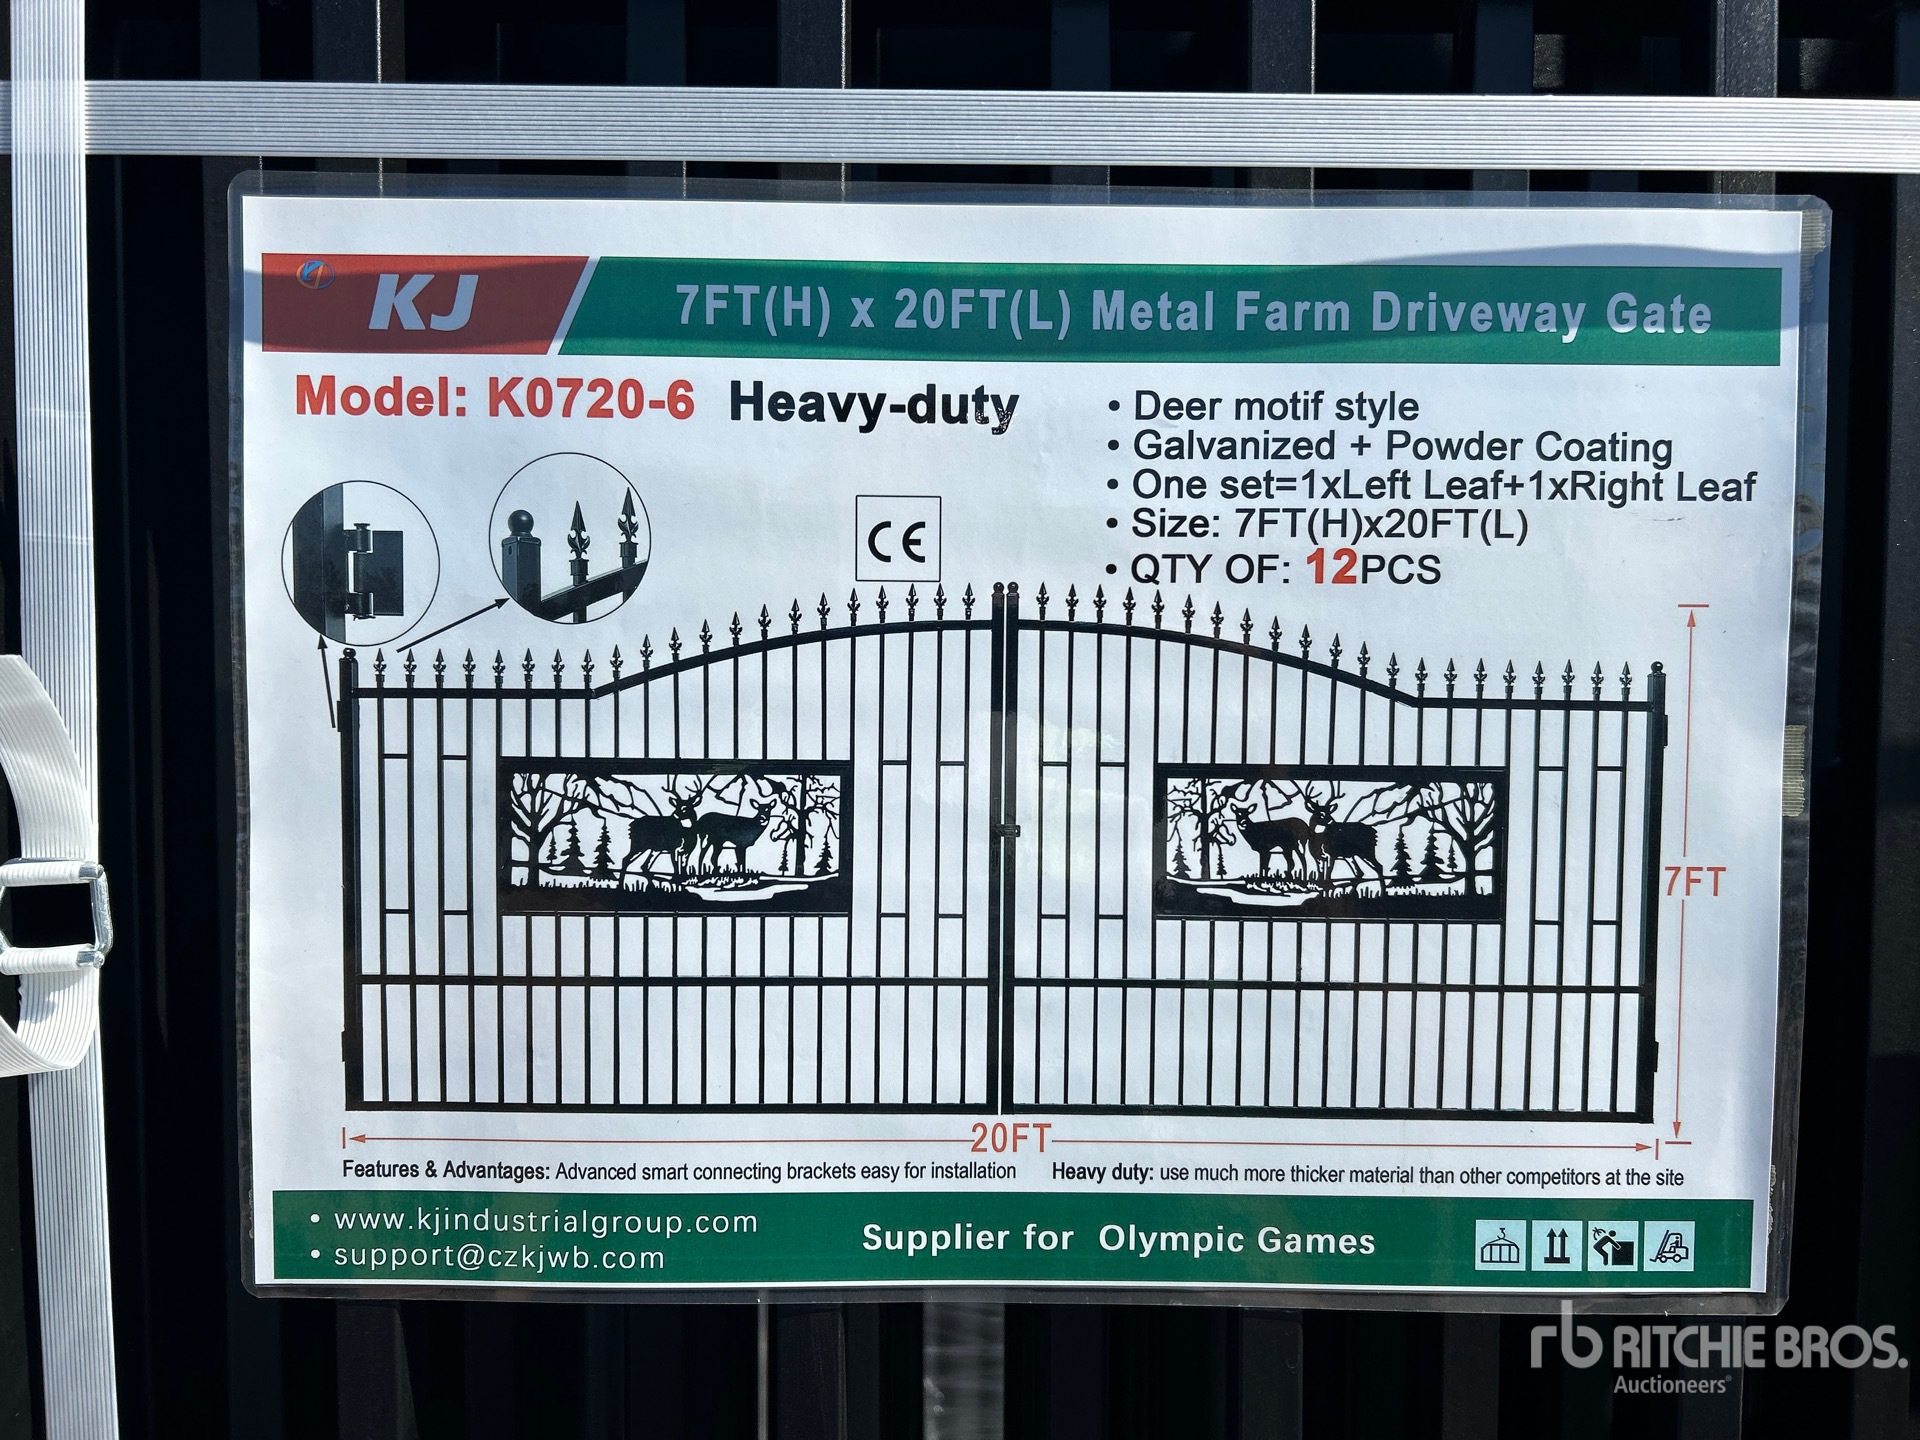 KJ
7FT(H) x 20FT(L) Metal Farm Driveway Gate
Model: K0720-6 Heavy-duty
• Deer motif style
• Galvanized + Powder Coating
• One set=1xLeft Leaf+1xRight Leaf
• Size: 7FT(H)x20FT(L)
• QTY OF: 12PCS
CE
7FT
20FT
Features & Advantages: Advanced smart connecting brackets easy for installation Heavy duty: use much more thicker material than other competitors at the site
• www.kjindustrialgroup.com
• support@czkjwb.com
Supplier for Olympic Games
rb RITCHIE BROS.
Auctioneers